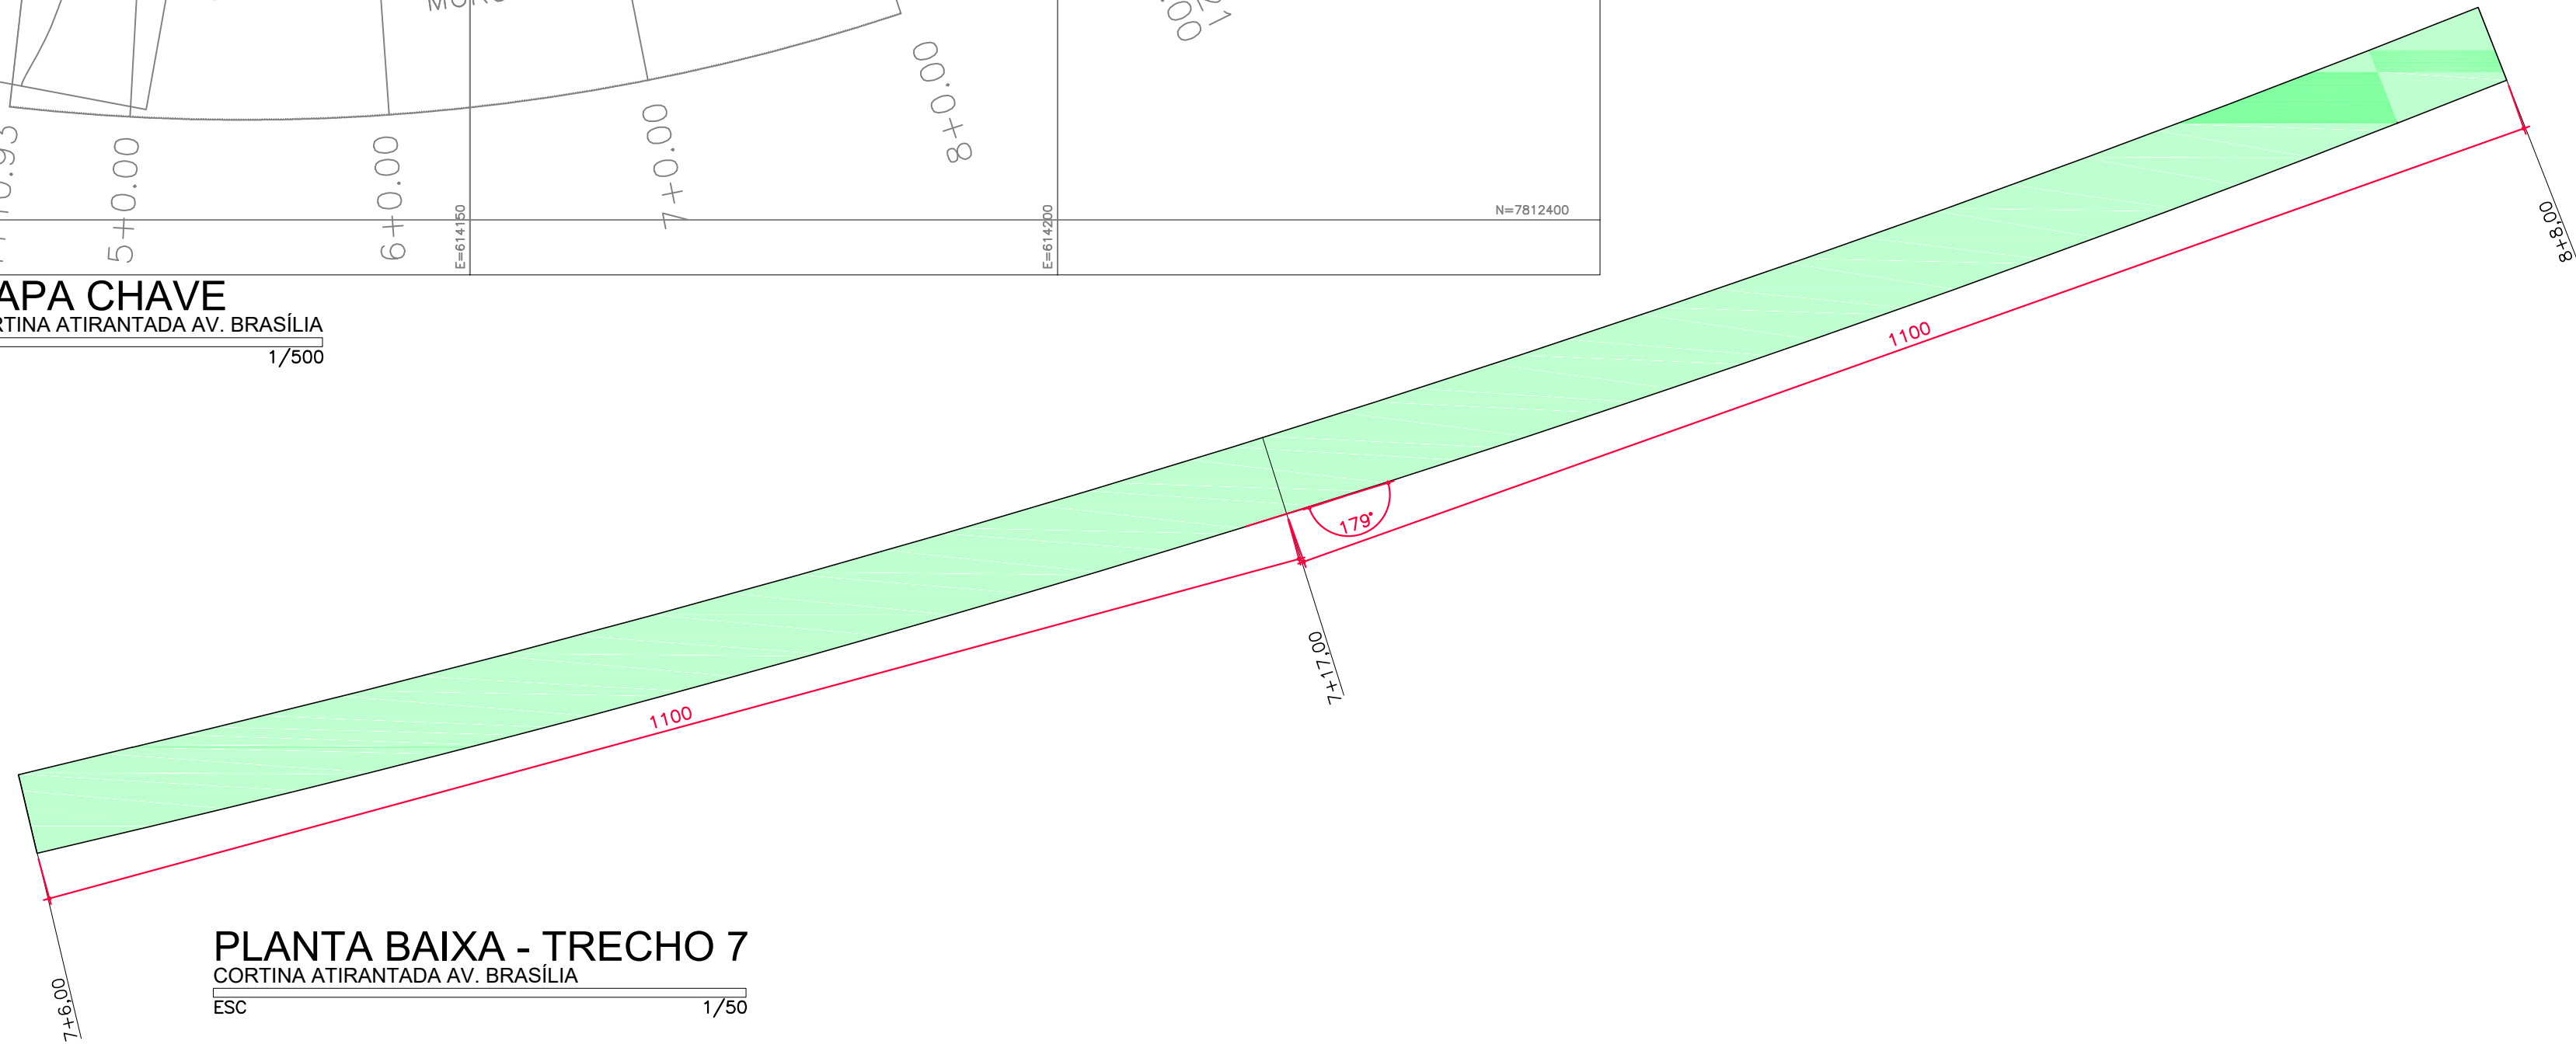 5+0.00
6+0.00
7+0.00
8+0.00
E=614150
E=614200
N=7812400
APA CHAVE
RTINA ATIRANTADA AV. BRASÍLIA
1/500
1100
1100
179°
7+6,00
7+17,00
8+8,00
PLANTA BAIXA - TRECHO 7
CORTINA ATIRANTADA AV. BRASÍLIA
ESC 1/50